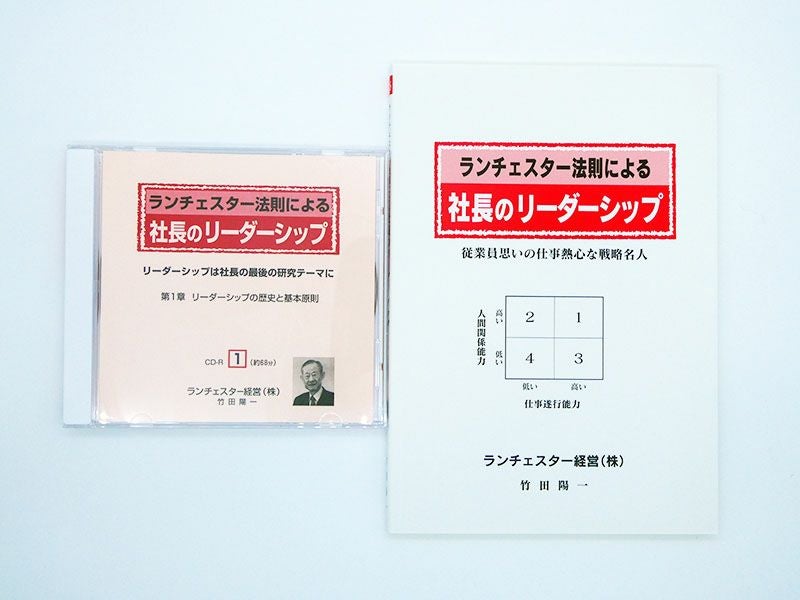 ランチェスター法則による
社長のリーダーシップ
リーダーシップは社長の最後の研究テーマに
第1章 リーダーシップの歴史と基本原則
CD-R 1 (約68分)
ランチェスター経営(株)
竹田陽一
ランチェスター法則による
社長のリーダーシップ
従業員思いの仕事熱心な戦略名人
人間関係能力
高い
低い
2 1
4 3
低い 高い
仕事遂行能力
ランチェスター経営(株)
竹田陽一